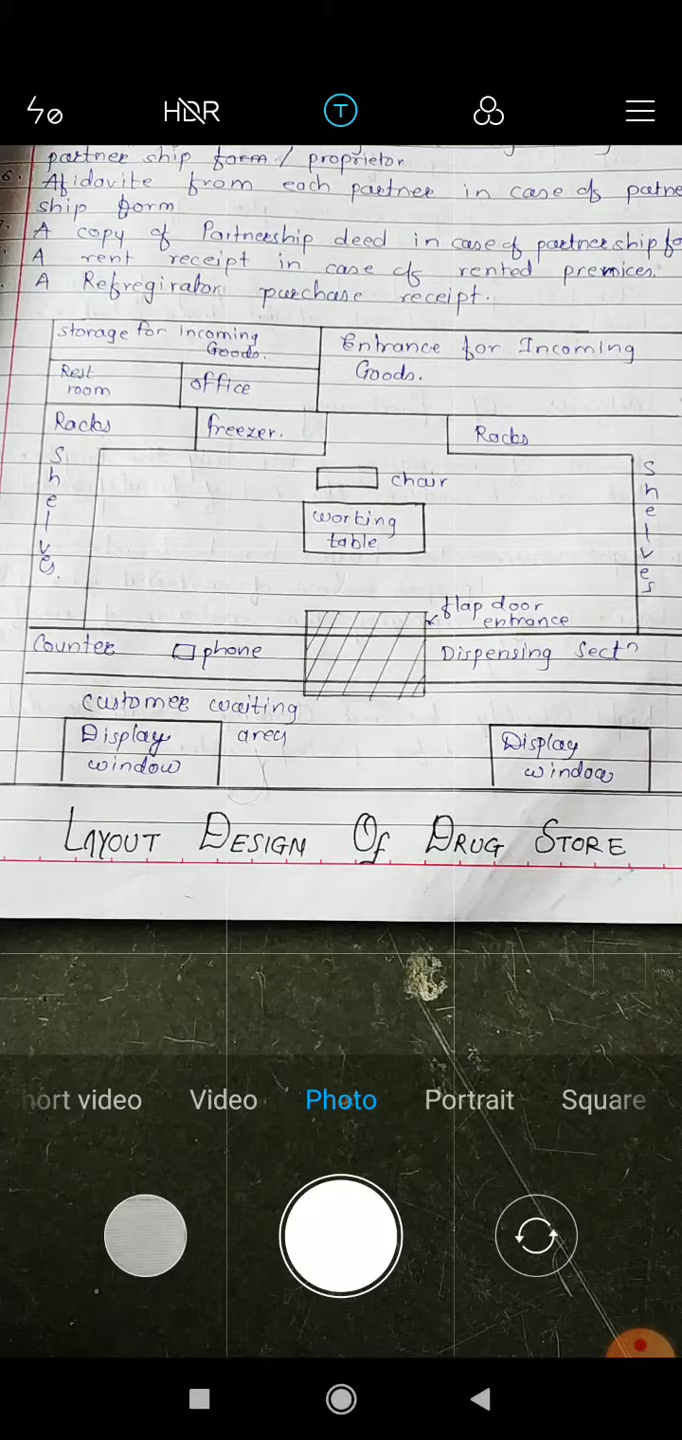 HDR
T
partner ship form / proprietor
6. Afidavite from each partner in case of patne
ship form
A copy of Partnership deed in case of partner ship fo
A rent receipt in case of rented premices.
A Refregirator purchase receipt.
storage for Incoming
Goods.
Entrance for Incoming
Goods.
Rest
room
office
Racks
freezer.
Racks
Shelves.
chair
working
table
Shelves
flap door
entrance
Counter
phone
Dispensing Sectn
customer waiting
area
Display
window
Display
window
LAYOUT DESIGN Of DRUG STORE
hort video Video Photo Portrait Square